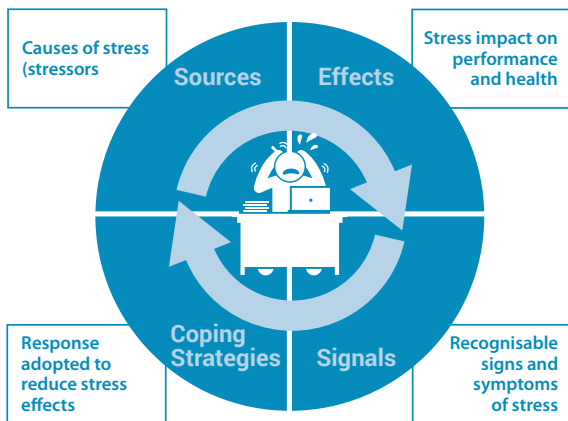 Causes of stress
(stressors
Sources
Effects
Stress impact on
performance
and health
Response
adopted to
reduce stress
effects
Coping
Strategies
Signals
Recognisable
signs and
symptoms
of stress